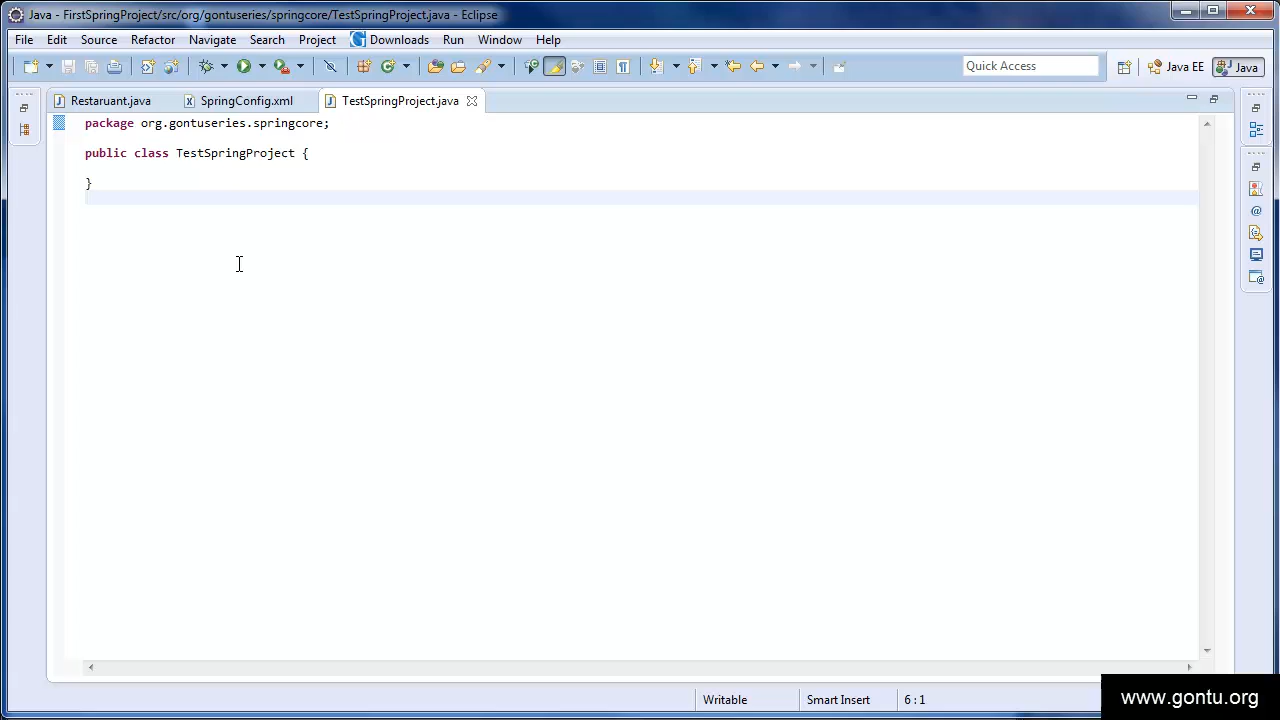 Java - FirstSpringProject/src/org/gontuseries/springcore/TestSpringProject.java - Eclipse
File Edit Source Refactor Navigate Search Project Downloads Run Window Help
Quick Access Java EE Java
Restaruant.java SpringConfig.xml TestSpringProject.java
package org.gontuseries.springcore;
public class TestSpringProject {
}
Writable Smart Insert 6 : 1
www.gontu.org